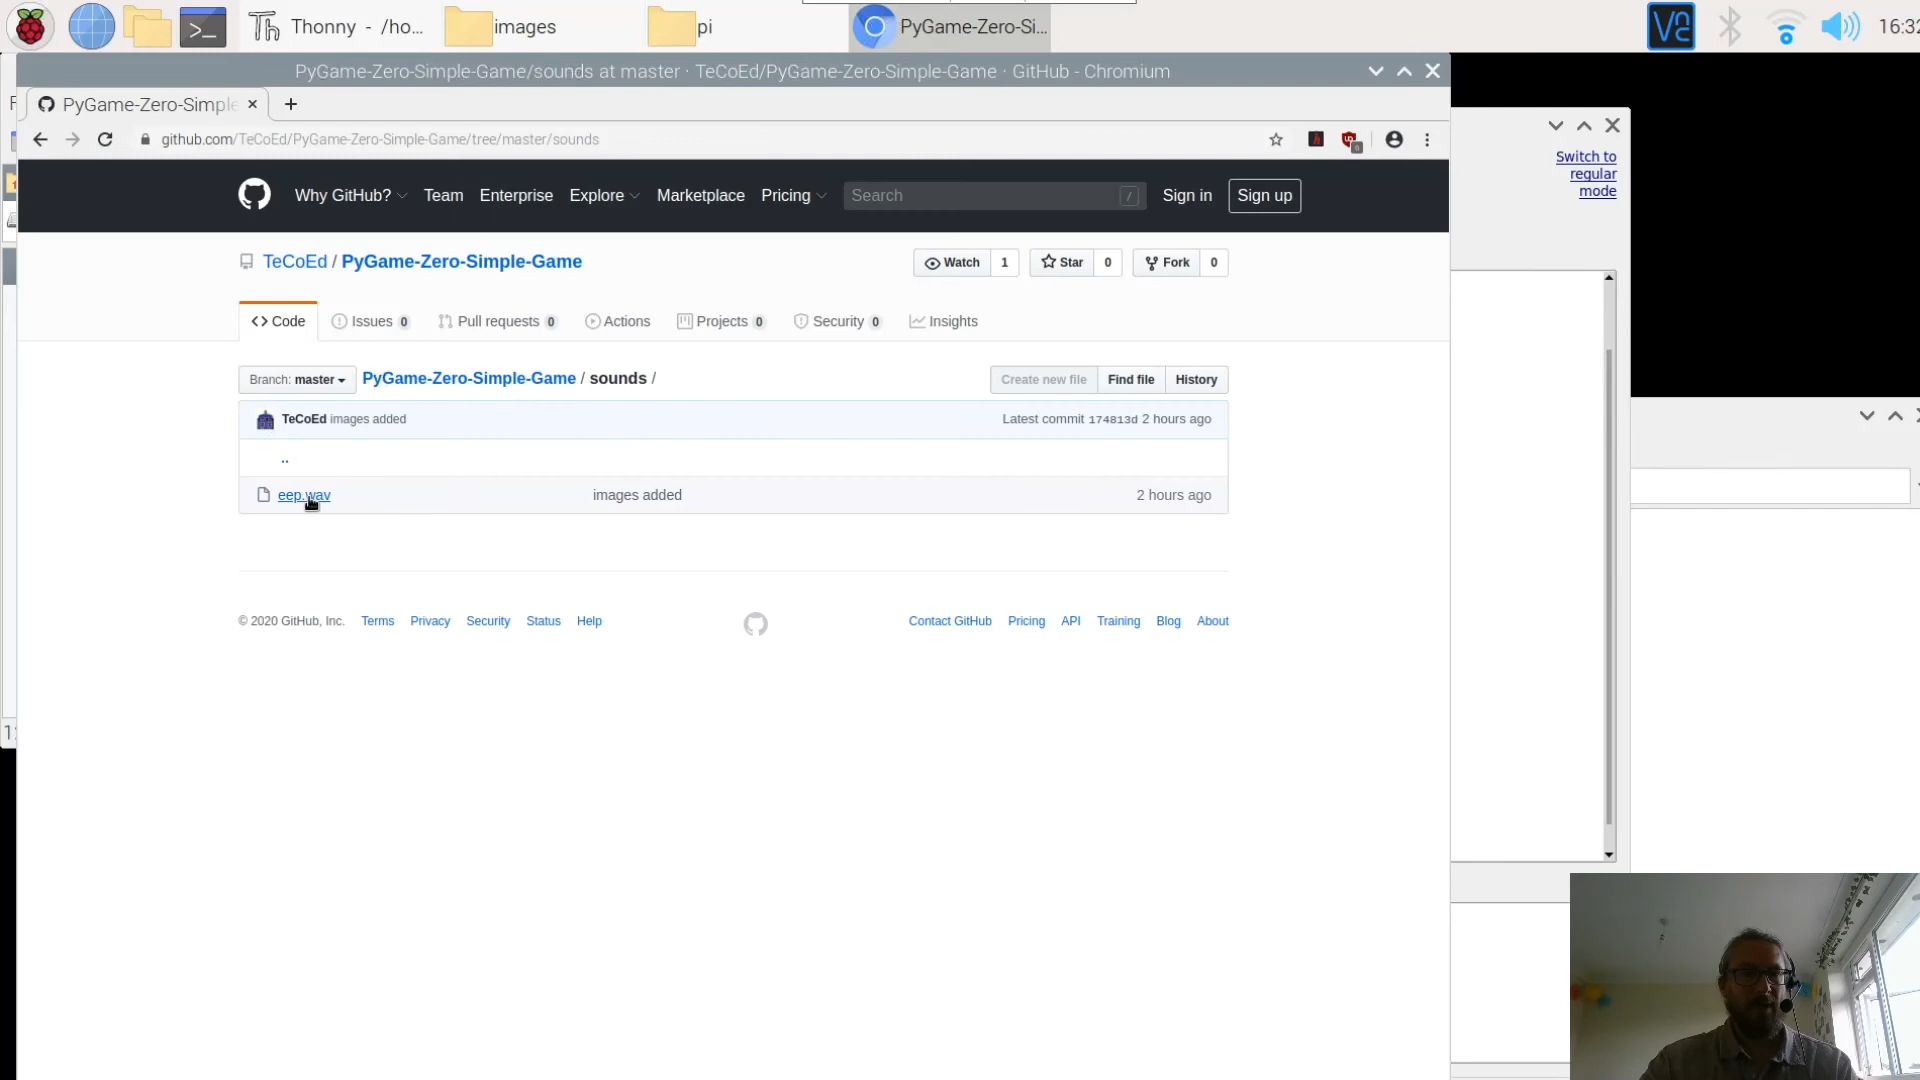 Thonny - /ho...
images
pi
PyGame-Zero-Si...
16:32
PyGame-Zero-Simple-Game/sounds at master · TeCoEd/PyGame-Zero-Simple-Game · GitHub - Chromium
PyGame-Zero-Simple
github.com/TeCoEd/PyGame-Zero-Simple-Game/tree/master/sounds
Switch to
regular
mode
Why GitHub? Team Enterprise Explore Marketplace Pricing Search / Sign in Sign up
TeCoEd / PyGame-Zero-Simple-Game
Watch 1 Star 0 Fork 0
Code Issues 0 Pull requests 0 Actions Projects 0 Security 0 Insights
Branch: master PyGame-Zero-Simple-Game / sounds / Create new file Find file History
TeCoEd images added Latest commit 174813d 2 hours ago
..
eep.wav images added 2 hours ago
© 2020 GitHub, Inc. Terms Privacy Security Status Help Contact GitHub Pricing API Training Blog About